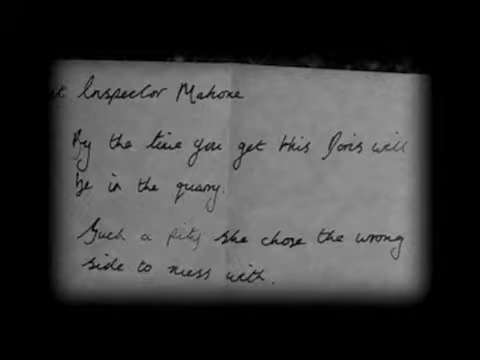 et Inspector Mahone
By the time you get this Doris will
be in the quarry.
Such a pity she chose the wrong
side to mess with.